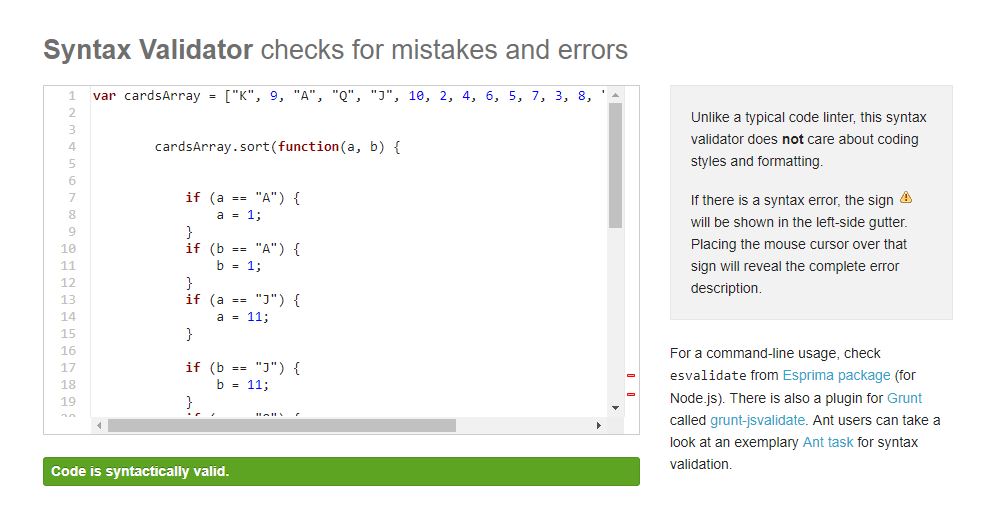 Syntax Validator checks for mistakes and errors
1 var cardsArray = ["K", 9, "A", "Q", "J", 10, 2, 4, 6, 5, 7, 3, 8, '
2
3
4 cardsArray.sort(function(a, b) {
5
6
7 if (a == "A") {
8 a = 1;
9 }
10 if (b == "A") {
11 b = 1;
12 }
13 if (a == "J") {
14 a = 11;
15 }
16
17 if (b == "J") {
18 b = 11;
19 }
Code is syntactically valid.
Unlike a typical code linter, this syntax
validator does not care about coding
styles and formatting.
If there is a syntax error, the sign
will be shown in the left-side gutter.
Placing the mouse cursor over that
sign will reveal the complete error
description.
For a command-line usage, check
esvalidate from Esprima package (for
Node.js). There is also a plugin for Grunt
called grunt-jsvalidate. Ant users can take a
look at an exemplary Ant task for syntax
validation.